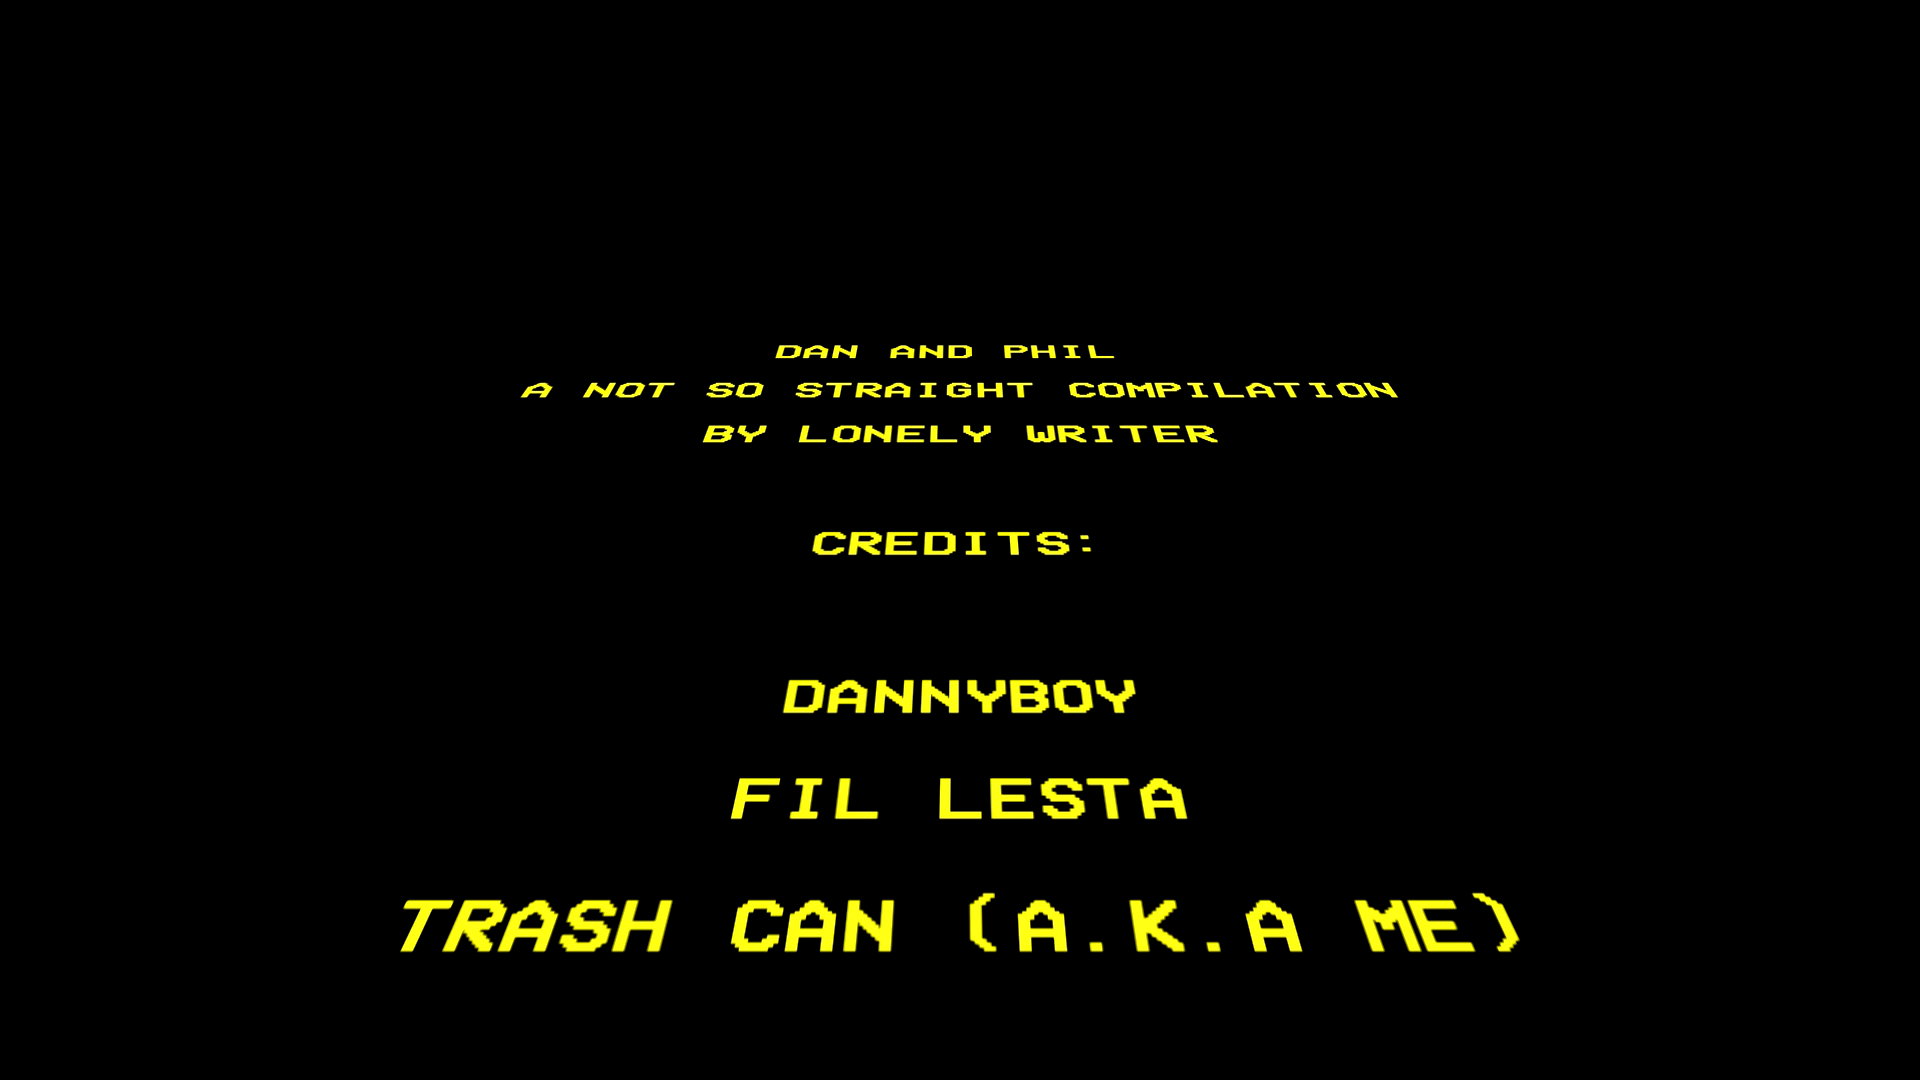 DAN AND PHIL
A NOT SO STRAIGHT COMPILATION
BY LONELY WRITER
CREDITS:
DANNYBOY
FIL LESTA
TRASH CAN (A.K.A ME)